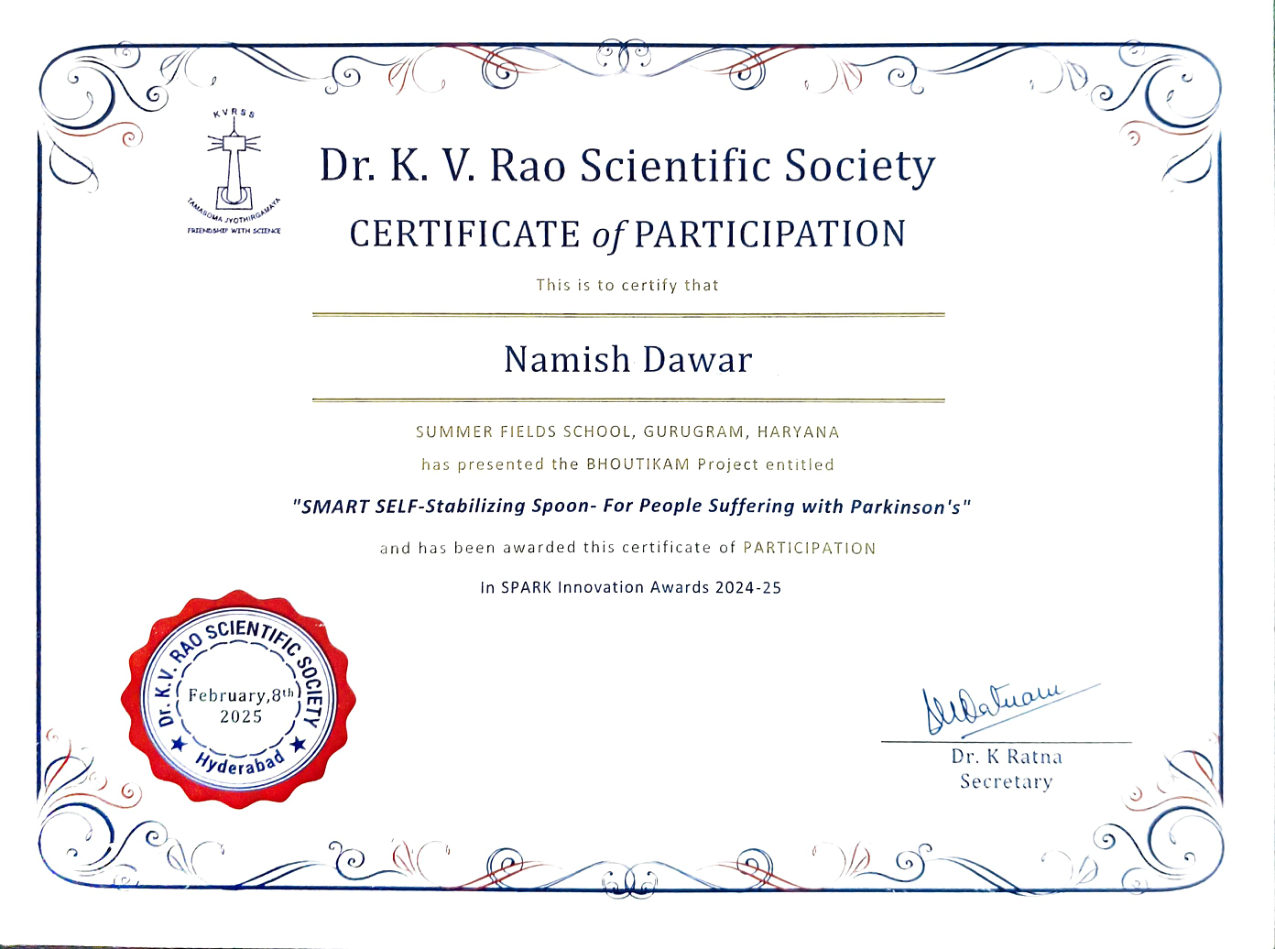 KVRSS
TAMASOMA JYOTHIRGAMAYA
FRIENDSHIP WITH SCIENCE
Dr. K. V. Rao Scientific Society
CERTIFICATE of PARTICIPATION
This is to certify that
Namish Dawar
SUMMER FIELDS SCHOOL, GURUGRAM, HARYANA
has presented the BHOUTIKAM Project entitled
"SMART SELF-Stabilizing Spoon- For People Suffering with Parkinson's"
and has been awarded this certificate of PARTICIPATION
In SPARK Innovation Awards 2024-25
Dr. K.V. RAO SCIENTIFIC SOCIETY
February,8th
2025
Hyderabad
Dr. K Ratna
Secretary